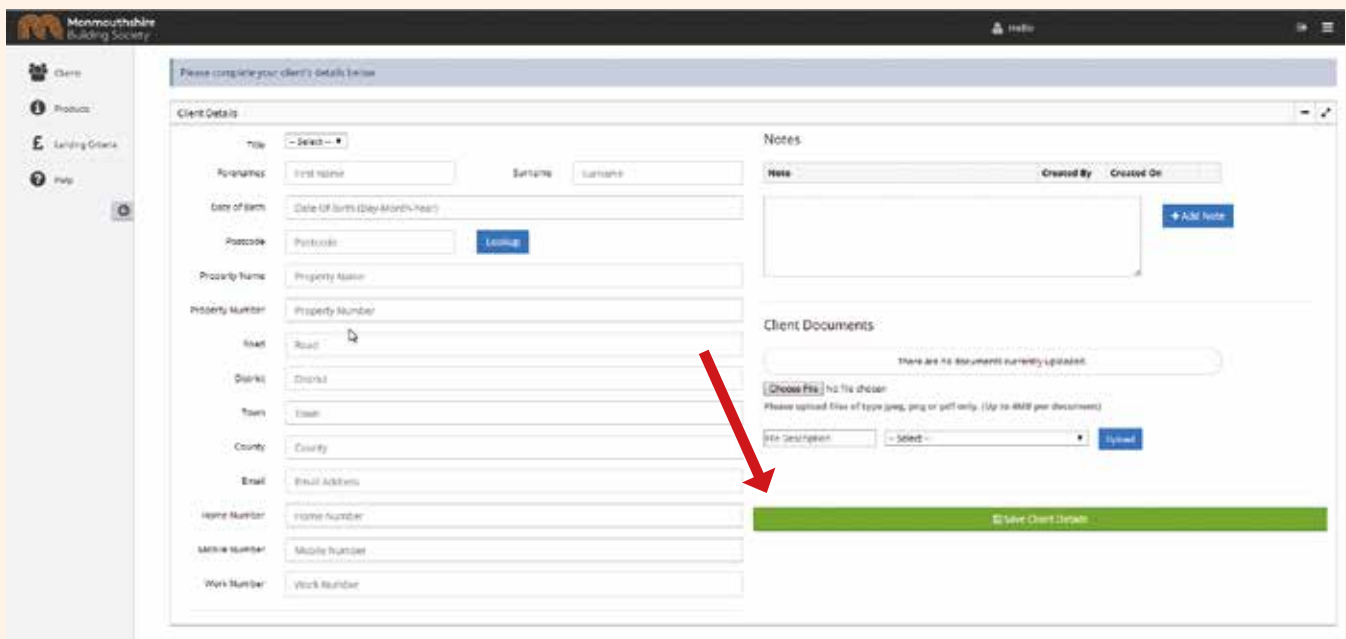 Monmouthshire
Building Society
Hello
Clients
Products
Lending Criteria
Help
Please complete your client's details below
Client Details
Title
-- Select --
Forenames
First Name
Surname
Surname
Date of Birth
Date Of Birth (Day-Month-Year)
Postcode
Postcode
Lookup
Property Name
Property Name
Property Number
Property Number
Road
Road
District
District
Town
Town
County
County
Email
Email Address
Home Number
Home Number
Mobile Number
Mobile Number
Work Number
Work Number
Notes
Note Created By Created On
+ Add Note
Client Documents
There are no documents currently uploaded.
Choose File No file chosen
Please upload files of type jpeg, png or pdf only. (Up to 4MB per document)
File Description
-- Select --
Upload
Save Client Details